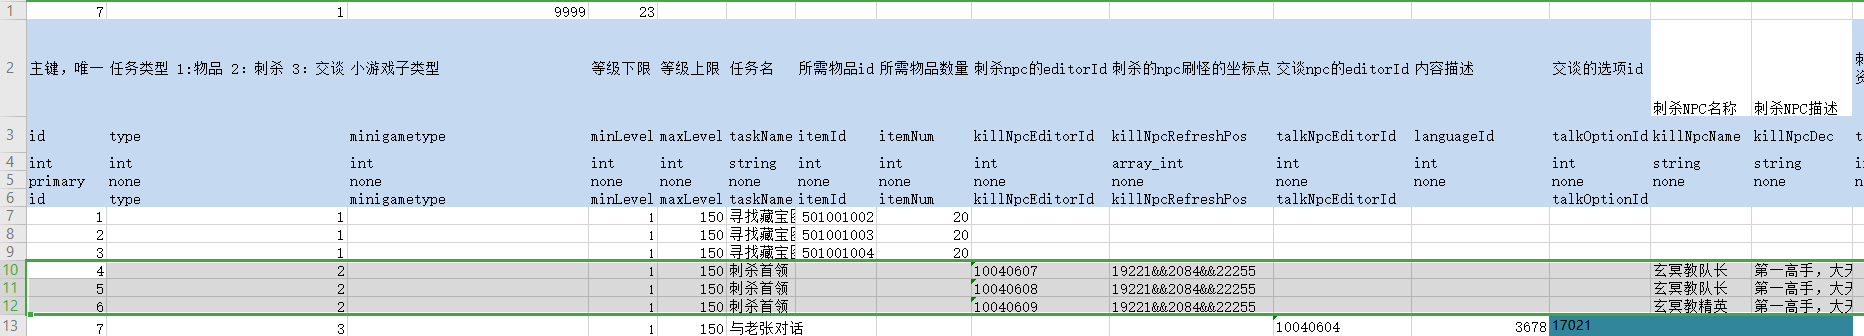 1 7 1 9999 23
2 主键，唯一 任务类型 1:物品 2：刺杀 3：交谈 小游戏子类型 等级下限 等级上限 任务名 所需物品id 所需物品数量 刺杀npc的editorId 刺杀的npc刷怪的坐标点 交谈npc的editorId 内容描述 交谈的选项id 刺杀NPC名称 刺杀NPC描述
3 id type minigametype minLevel maxLevel taskName itemId itemNum killNpcEditorId killNpcRefreshPos talkNpcEditorId languageId talkOptionId killNpcName killNpcDec
4 int int int int int string int int int array_int int int int string string
5 primary none none none none none none none none none none none none none none
6 id type minigametype minLevel maxLevel taskName itemId itemNum killNpcEditorId killNpcRefreshPos talkNpcEditorId talkOptionId
7 1 1 1 150 寻找藏宝 501001002 20
8 2 1 1 150 寻找藏宝 501001003 20
9 3 1 1 150 寻找藏宝 501001004 20
10 4 2 1 150 刺杀首领 10040607 19221&&2084&&22255 玄冥教队长 第一高手，大
11 5 2 1 150 刺杀首领 10040608 19221&&2084&&22255 玄冥教队长 第一高手，大
12 6 2 1 150 刺杀首领 10040609 19221&&2084&&22255 玄冥教精英 第一高手，大
13 7 3 1 150 与老张对话 10040604 3678 17021